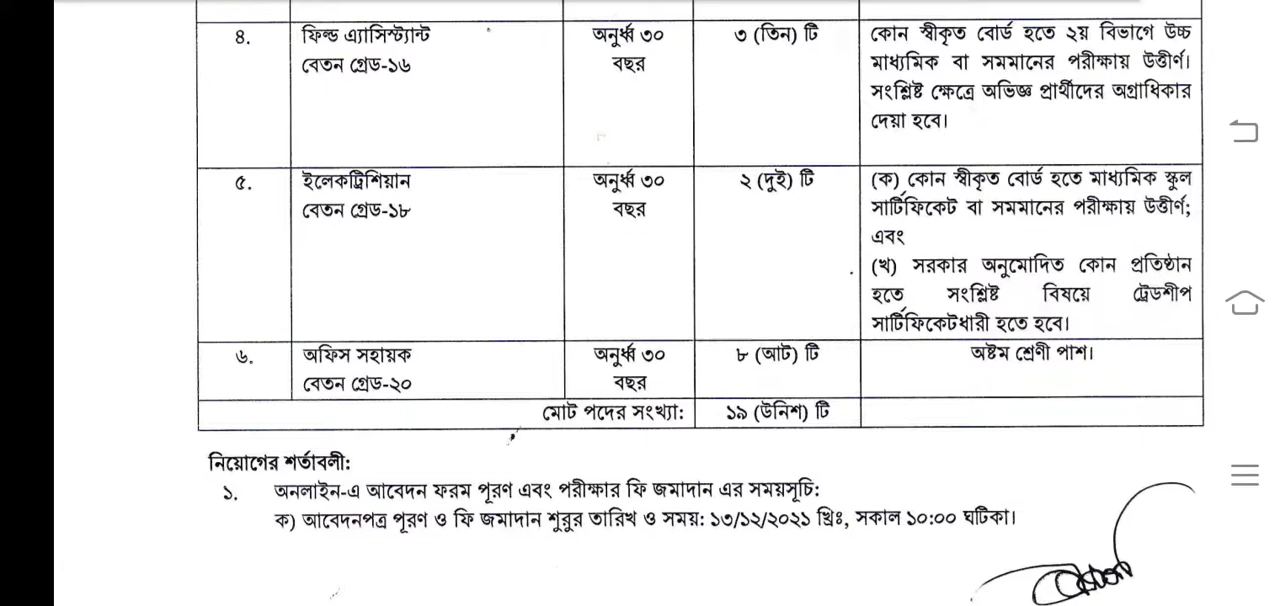 ৪.
ফিল্ড এ্যাসিস্ট্যান্ট
বেতন গ্রেড-১৬
অনুর্ধ্ব ৩০
বছর
৩ (তিন) টি
কোন স্বীকৃত বোর্ড হতে ২য় বিভাগে উচ্চ
মাধ্যমিক বা সমমানের পরীক্ষায় উত্তীর্ণ।
সংশ্লিষ্ট ক্ষেত্রে অভিজ্ঞ প্রার্থীদের অগ্রাধিকার
দেয়া হবে।
৫.
ইলেকট্রিশিয়ান
বেতন গ্রেড-১৮
অনুর্ধ্ব ৩০
বছর
২ (দুই) টি
(ক) কোন স্বীকৃত বোর্ড হতে মাধ্যমিক স্কুল
সার্টিফিকেট বা সমমানের পরীক্ষায় উত্তীর্ণ;
এবং
(খ) সরকার অনুমোদিত কোন প্রতিষ্ঠান
হতে সংশ্লিষ্ট বিষয়ে ট্রেডশীপ
সার্টিফিকেটধারী হতে হবে।
৬.
অফিস সহায়ক
বেতন গ্রেড-২০
অনুর্ধ্ব ৩০
বছর
৮ (আট) টি
অষ্টম শ্রেণী পাশ।
মোট পদের সংখ্যা:
১৯ (উনিশ) টি
নিয়োগের শর্তাবলী:
১. অনলাইন-এ আবেদন ফরম পূরণ এবং পরীক্ষার ফি জমাদান এর সময়সূচি:
ক) আবেদনপত্র পূরণ ও ফি জমাদান শুরুর তারিখ ও সময়: ১৩/১২/২০২১ খ্রিঃ, সকাল ১০:০০ ঘটিকা।